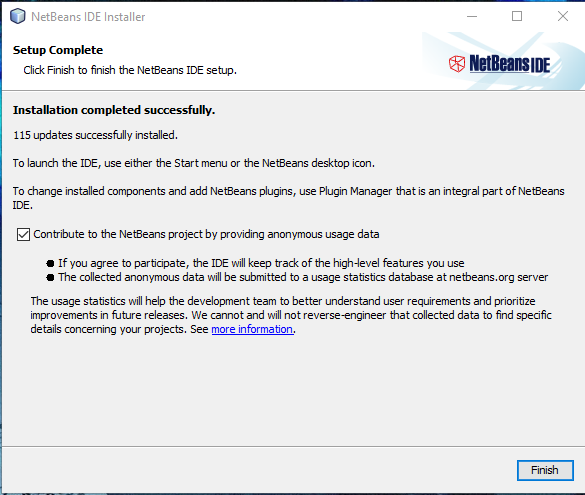 NetBeans IDE Installer
Setup Complete
Click Finish to finish the NetBeans IDE setup.
NetBeans IDE
Installation completed successfully.
115 updates successfully installed.
To launch the IDE, use either the Start menu or the NetBeans desktop icon.
To change installed components and add NetBeans plugins, use Plugin Manager that is an integral part of NetBeans
IDE.
Contribute to the NetBeans project by providing anonymous usage data
● If you agree to participate, the IDE will keep track of the high-level features you use
● The collected anonymous data will be submitted to a usage statistics database at netbeans.org server
The usage statistics will help the development team to better understand user requirements and prioritize
improvements in future releases. We cannot and will not reverse-engineer that collected data to find specific
details concerning your projects. See more information.
Finish